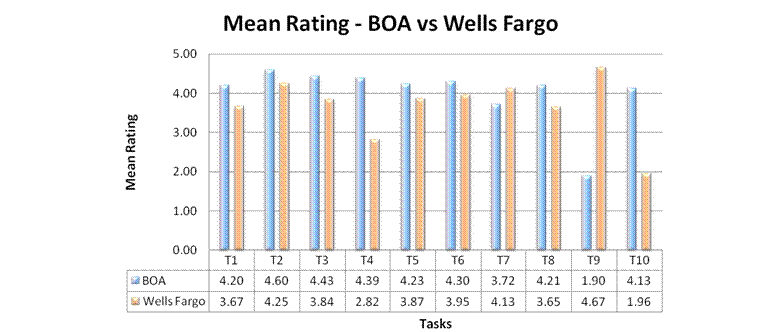 Mean Rating - BOA vs Wells Fargo
5.00
4.00
3.00
2.00
1.00
0.00
Mean Rating
T1 T2 T3 T4 T5 T6 T7 T8 T9 T10
BOA 4.20 4.60 4.43 4.39 4.23 4.30 3.72 4.21 1.90 4.13
Wells Fargo 3.67 4.25 3.84 2.82 3.87 3.95 4.13 3.65 4.67 1.96
Tasks